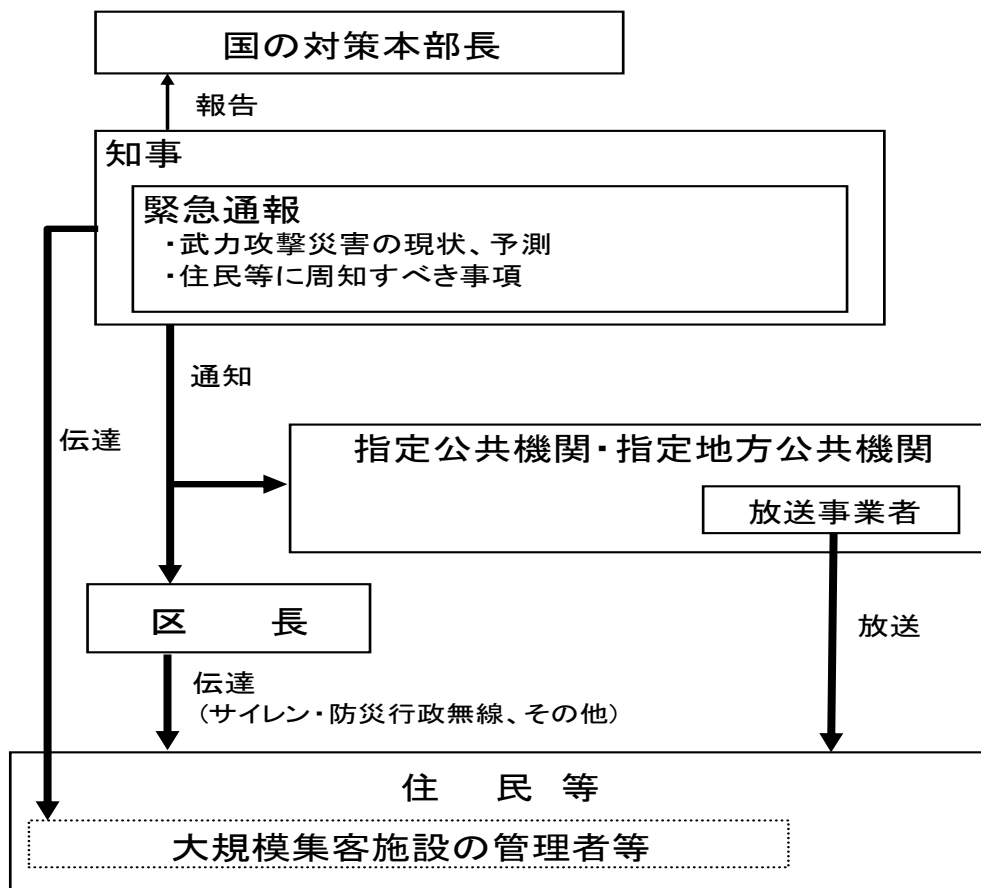 国の対策本部長
報告
知事
緊急通報
・武力攻撃災害の現状、予測
・住民等に周知すべき事項
通知
伝達
指定公共機関・指定地方公共機関
放送事業者
区 長
放送
伝達
（サイレン・防災行政無線、その他）
住 民 等
大規模集客施設の管理者等